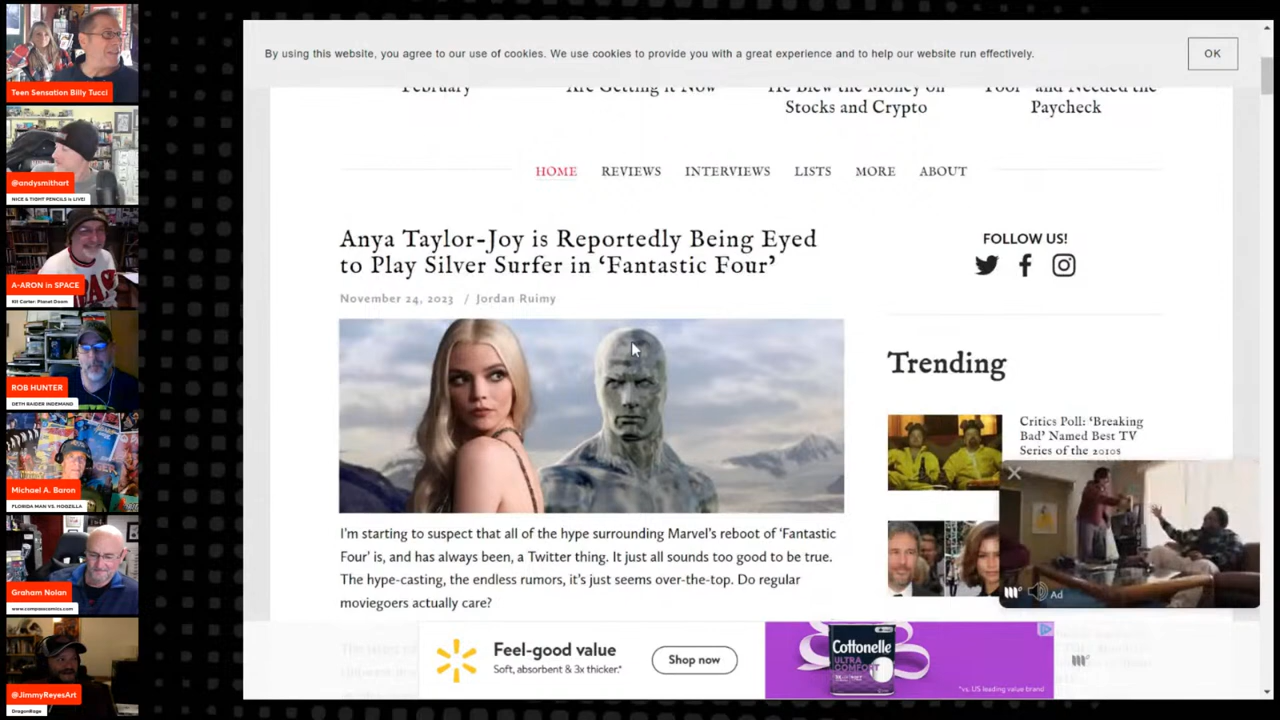 Teen Sensation Billy Tucci
@andysmithart
NICE & TIGHT PENCILS is LIVE!
A-ARON in SPACE
Kit Carter: Planet Down
ROB HUNTER
DETH RAIDER INDEMAND
Michael A. Baron
FLORIDA MAN VS. HOGZILLA
Graham Nolan
www.compasscomics.com
@JimmyReyesArt
DragonRage
By using this website, you agree to our use of cookies. We use cookies to provide you with a great experience and to help our website run effectively.
OK
February
Are Getting it Now
He Blew the Money on
Stocks and Crypto
Poor" and Needed the
Paycheck
HOME REVIEWS INTERVIEWS LISTS MORE ABOUT
Anya Taylor-Joy is Reportedly Being Eyed
to Play Silver Surfer in ‘Fantastic Four’
November 24, 2023 / Jordan Ruimy
I’m starting to suspect that all of the hype surrounding Marvel’s reboot of ‘Fantastic
Four’ is, and has always been, a Twitter thing. It just all sounds too good to be true.
The hype-casting, the endless rumors, it’s just seems over-the-top. Do regular
moviegoers actually care?
FOLLOW US!
Trending
Critics Poll: ‘Breaking
Bad’ Named Best TV
Series of the 2010s
Ad
Feel-good value
Soft, absorbent & 3x thicker.*
Shop now
Cottonelle
ULTRA
COMFORT
*vs. US leading value brand